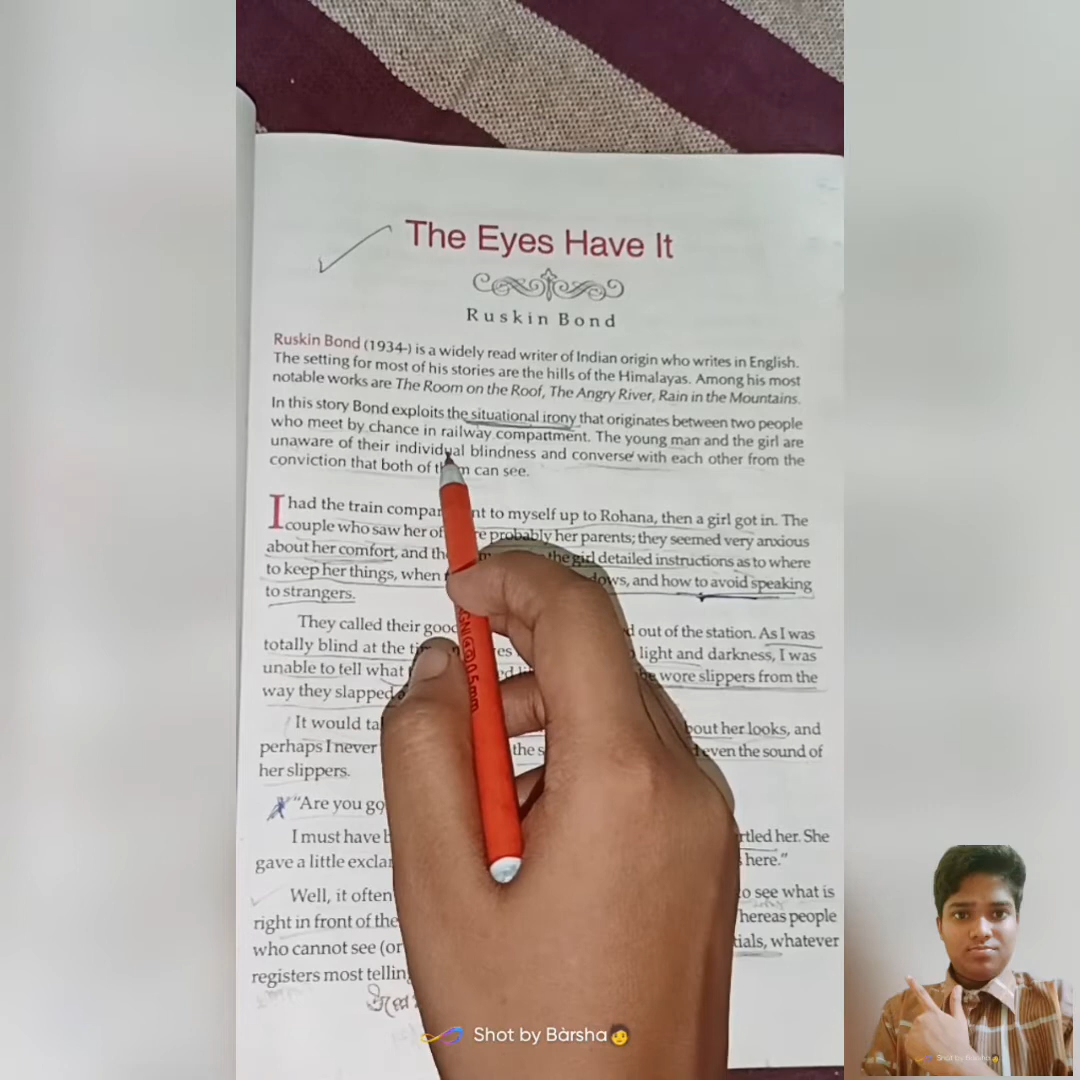 The Eyes Have It
Ruskin Bond
Ruskin Bond (1934-) is a widely read writer of Indian origin who writes in English.
The setting for most of his stories are the hills of the Himalayas. Among his most
notable works are The Room on the Roof, The Angry River, Rain in the Mountains.
In this story Bond exploits the situational irony that originates between two people
who meet by chance in railway compartment. The young man and the girl are
unaware of their individual blindness and converse with each other from the
conviction that both of them can see.
I had the train compar nt to myself up to Rohana, then a girl got in. The
couple who saw her of re probably her parents; they seemed very anxious
about her comfort, and th the girl detailed instructions as to where
to keep her things, when dows, and how to avoid speaking
to strangers.
They called their good d out of the station. As I was
totally blind at the ti es light and darkness, I was
unable to tell what wore slippers from the
way they slapped
It would ta bout her looks, and
perhaps I never the s even the sound of
her slippers.
"Are you go
I must have b rtled her. She
gave a little exclam here."
Well, it often to see what is
right in front of the hereas people
who cannot see (or tials, whatever
registers most tellin
AGNI 0.5mm
Shot by Bàrsha
Shot by Bàrsha